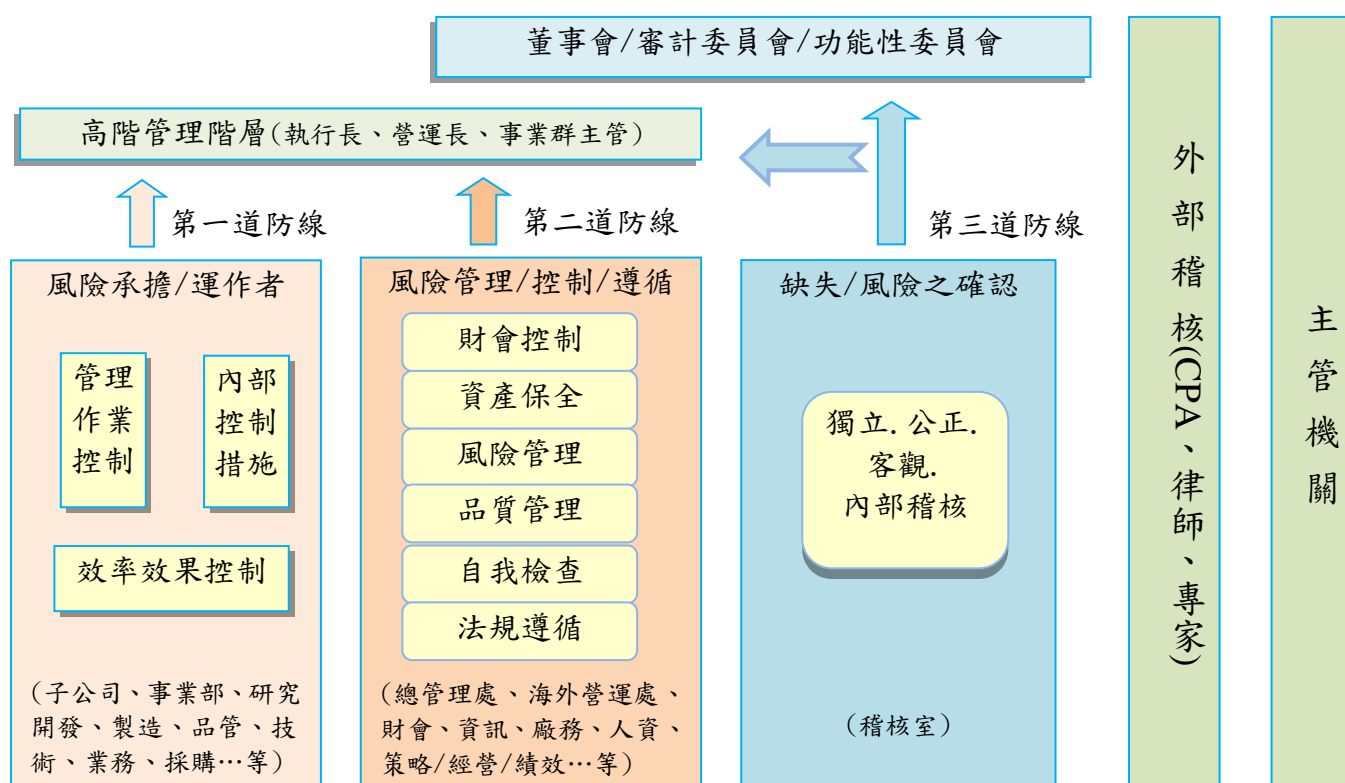 董事會/審計委員會/功能性委員會
高階管理階層(執行長、營運長、事業群主管)
第一道防線
第二道防線
第三道防線
風險承擔/運作者
管理
作業
控制
內部
控制
措施
效率效果控制
(子公司、事業部、研究
開發、製造、品管、技
術、業務、採購…等)
風險管理/控制/遵循
財會控制
資產保全
風險管理
品質管理
自我檢查
法規遵循
(總管理處、海外營運處、
財會、資訊、廠務、人資、
策略/經營/績效…等)
缺失/風險之確認
獨立.公正.
客觀.
內部稽核
(稽核室)
外部稽核(CPA、律師、專家)
主管機關